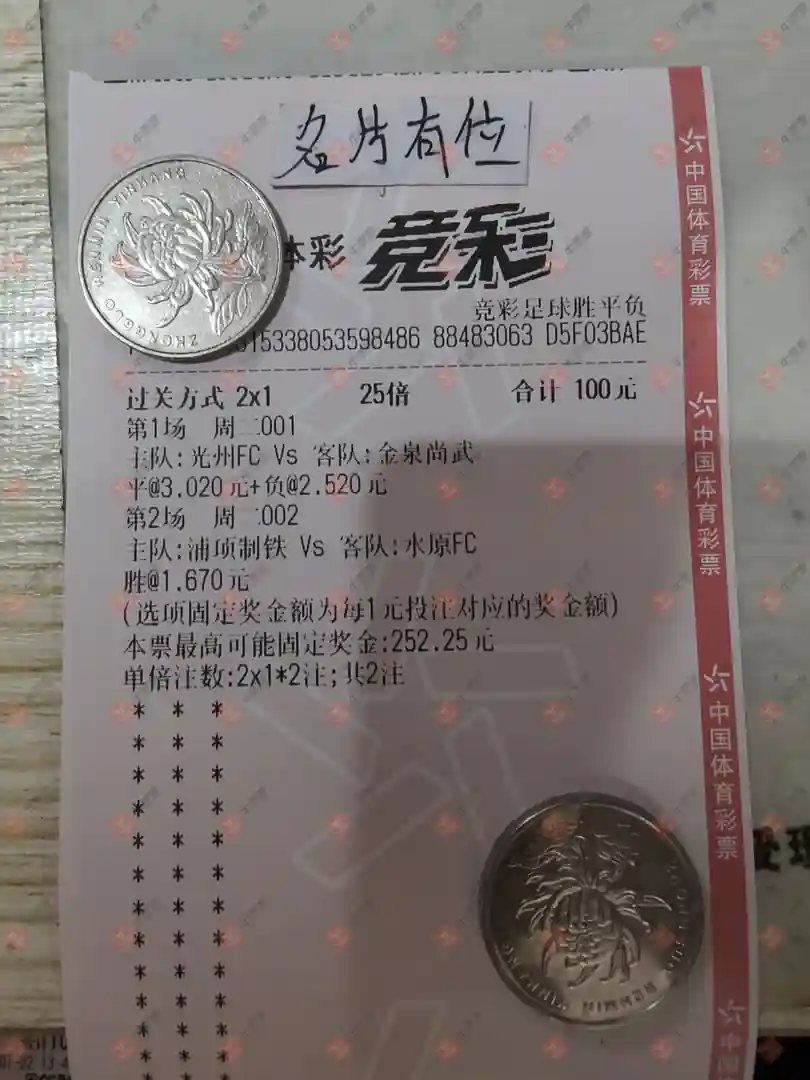 名片有位
体彩 竞彩
竞彩足球胜平负
15338053598486 88483063 D5F03BAE
过关方式 2x1 25倍 合计 100元
第1场 周二001
主队:光州FC Vs 客队:金泉尚武
平@3.020元+负@2.520元
第2场 周二002
主队:浦项制铁 Vs 客队:水原FC
胜@1.670元
(选项固定奖金额为每1元投注对应的奖金额)
本票最高可能固定奖金:252.25元
单倍注数:2x1*2注;共2注
* * *
* * *
* * *
* * *
* * *
* * *
* * *
* * *
* * *
* * *
* * *
* * *
中国体育彩票
中国体育彩票
中国体育彩票
中国
ZHONGGUO RENMIN YINHANG